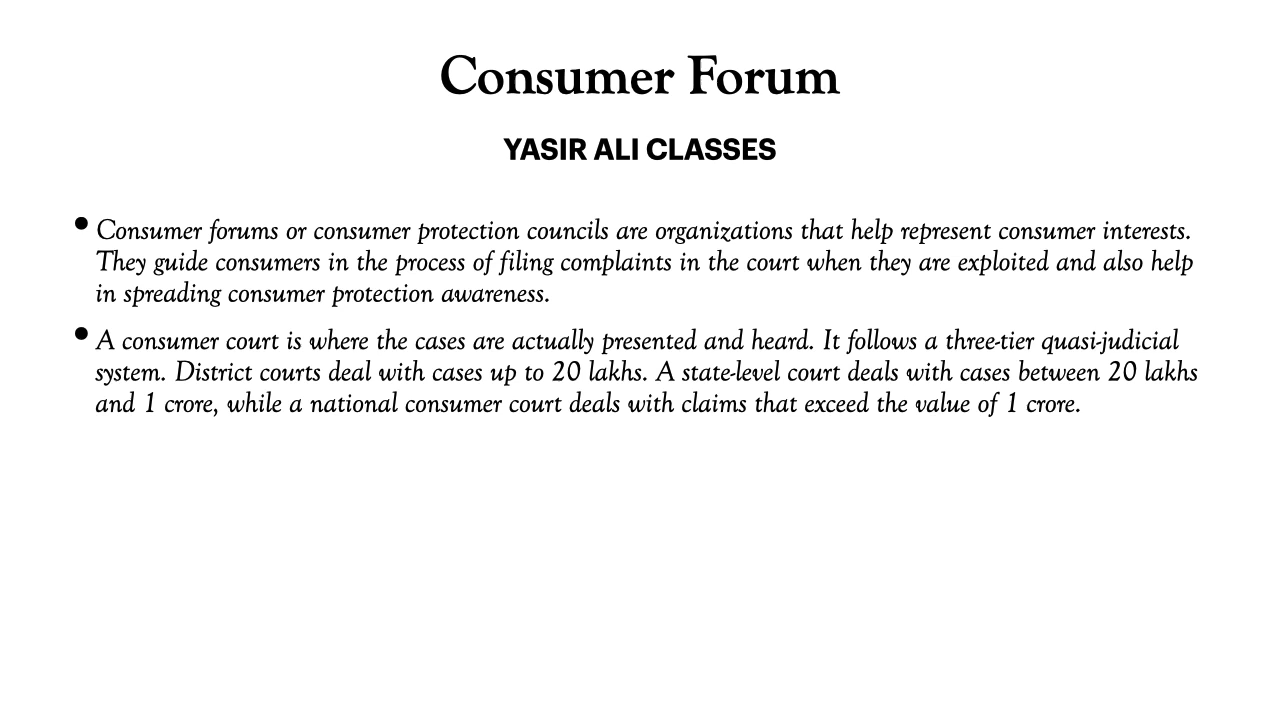 Consumer Forum
YASIR ALI CLASSES
• Consumer forums or consumer protection councils are organizations that help represent consumer interests.
They guide consumers in the process of filing complaints in the court when they are exploited and also help
in spreading consumer protection awareness.
• A consumer court is where the cases are actually presented and heard. It follows a three-tier quasi-judicial
system. District courts deal with cases up to 20 lakhs. A state-level court deals with cases between 20 lakhs
and 1 crore, while a national consumer court deals with claims that exceed the value of 1 crore.